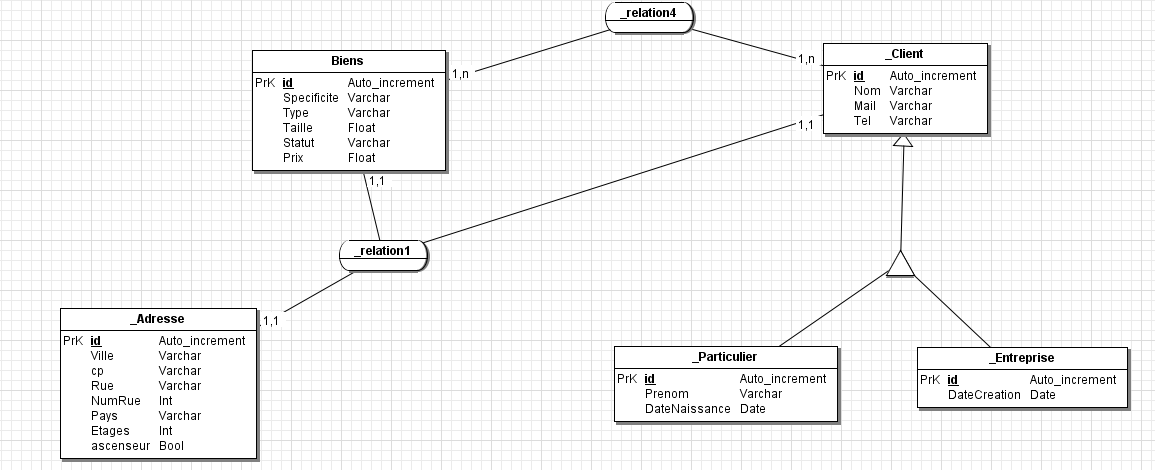 _relation4
Biens
PrK id Auto_increment
Specificite Varchar
Type Varchar
Taille Float
Statut Varchar
Prix Float
1,n
1,n
_Client
PrK id Auto_increment
Nom Varchar
Mail Varchar
Tel Varchar
1,1
1,1
_relation1
1,1
_Adresse
PrK id Auto_increment
Ville Varchar
cp Varchar
Rue Varchar
NumRue Int
Pays Varchar
Etages Int
ascenseur Bool
_Particulier
PrK id Auto_increment
Prenom Varchar
DateNaissance Date
_Entreprise
PrK id Auto_increment
DateCreation Date